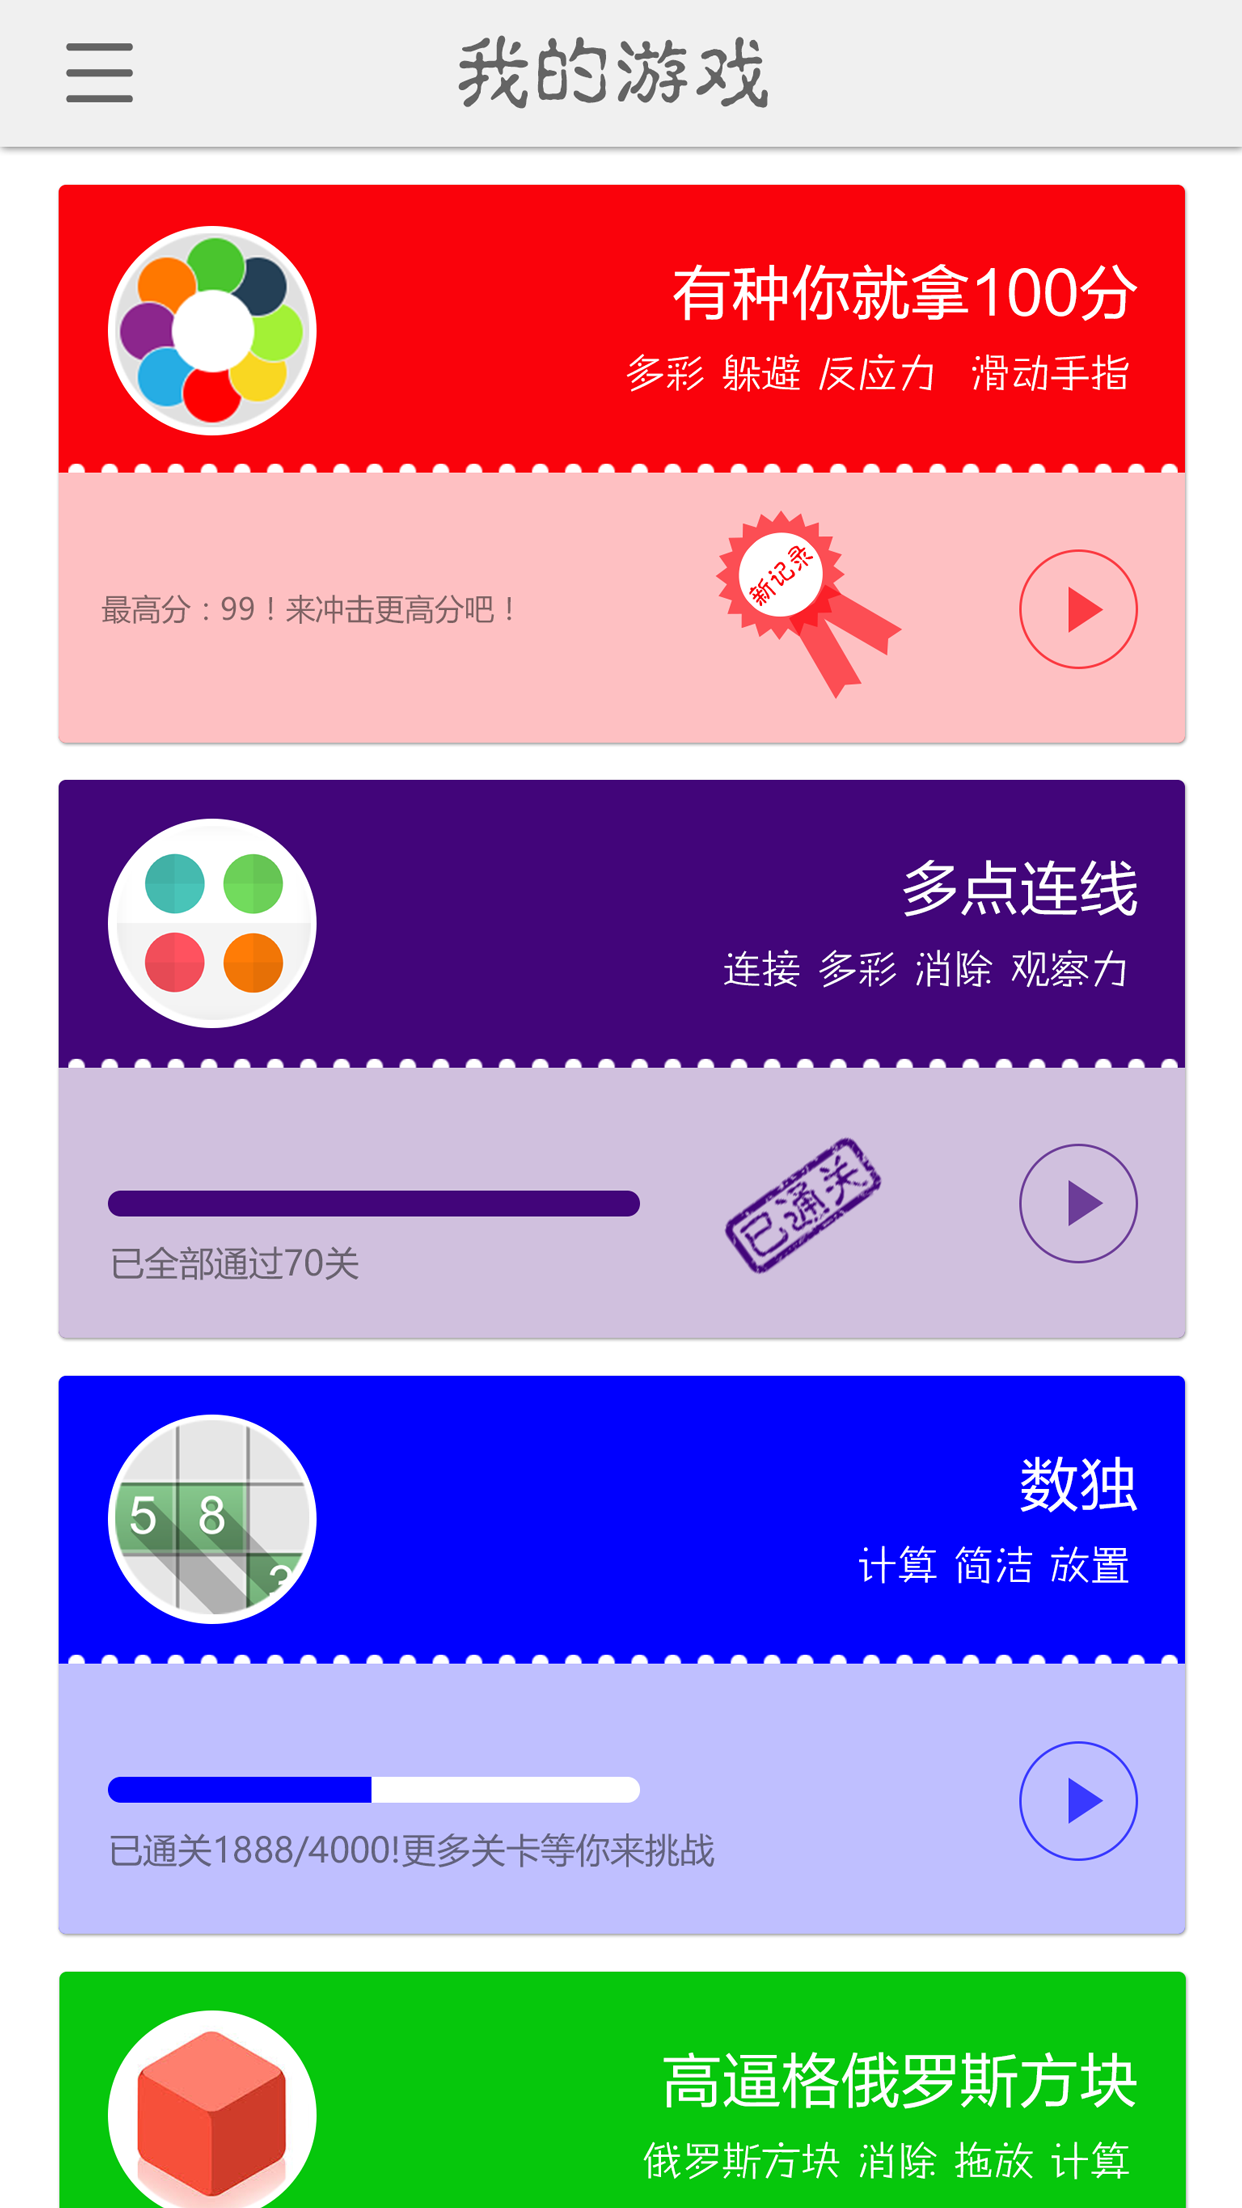 我的游戏
有种你就拿100分
多彩 躲避 反应力 滑动手指
新记录
最高分：99！来冲击更高分吧！
多点连线
连接 多彩 消除 观察力
已通关
已全部通过70关
数独
5 8
3
计算 简洁 放置
已通关1888/4000!更多关卡等你来挑战
高逼格俄罗斯方块
俄罗斯方块 消除 拖放 计算